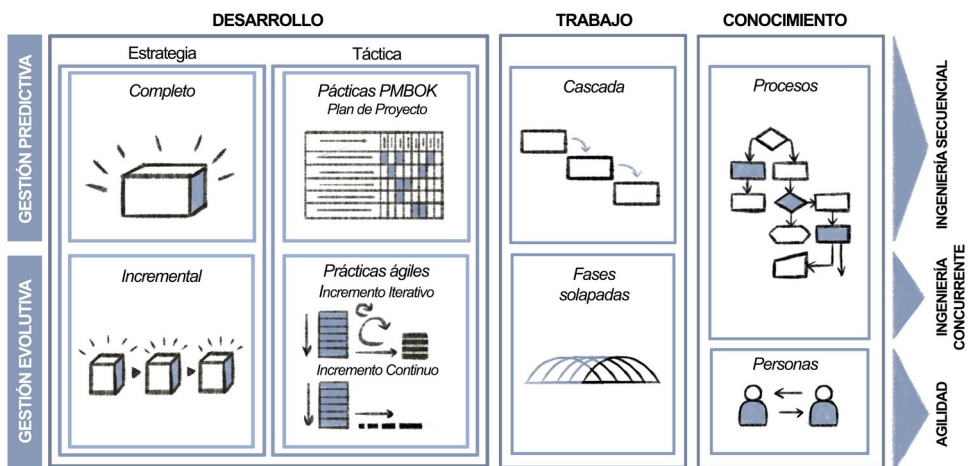 DESARROLLO
TRABAJO
CONOCIMIENTO
GESTIÓN PREDICTIVA
Estrategia
Táctica
Completo
Pácticas PMBOK
Plan de Proyecto
Cascada
Procesos
INGENIERÍA SECUENCIAL
GESTIÓN EVOLUTIVA
Incremental
Prácticas ágiles
Incremento Iterativo
Incremento Continuo
Fases
solapadas
INGENIERÍA
CONCURRENTE
Personas
AGILIDAD